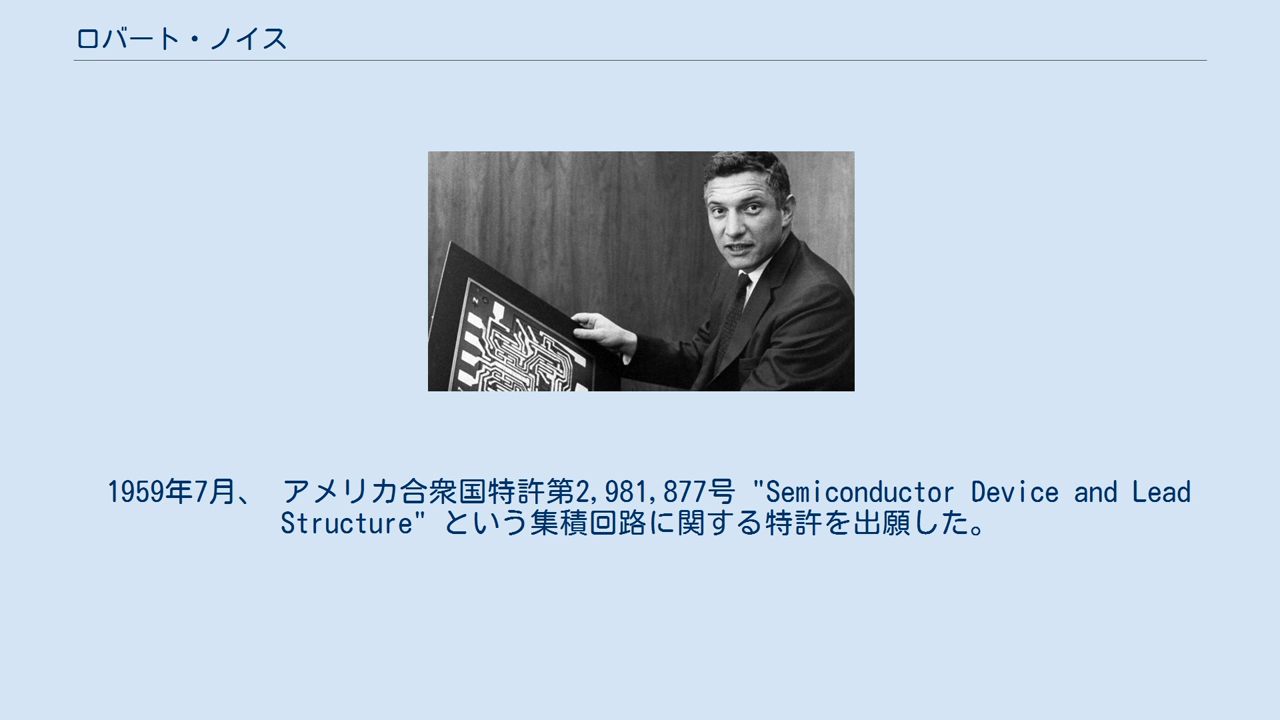 ロバート・ノイス
1959年7月、 アメリカ合衆国特許第2,981,877号 "Semiconductor Device and Lead
Structure" という集積回路に関する特許を出願した。